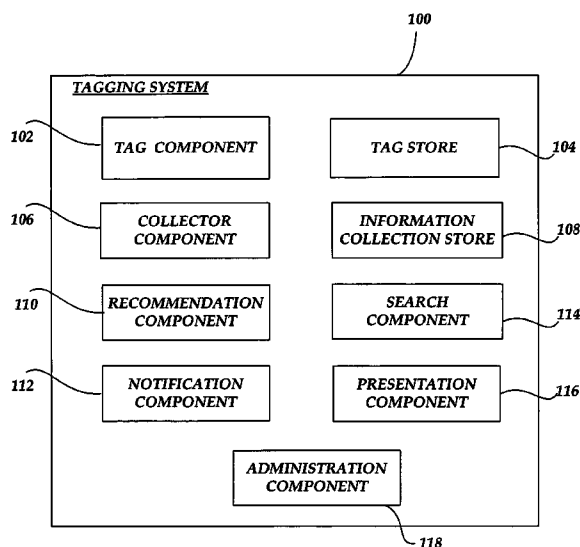 100
TAGGING SYSTEM
102
TAG COMPONENT
TAG STORE
104
106
COLLECTOR
COMPONENT
INFORMATION
COLLECTION STORE
108
110
RECOMMENDATION
COMPONENT
SEARCH
COMPONENT
114
112
NOTIFICATION
COMPONENT
PRESENTATION
COMPONENT
116
ADMINISTRATION
COMPONENT
118